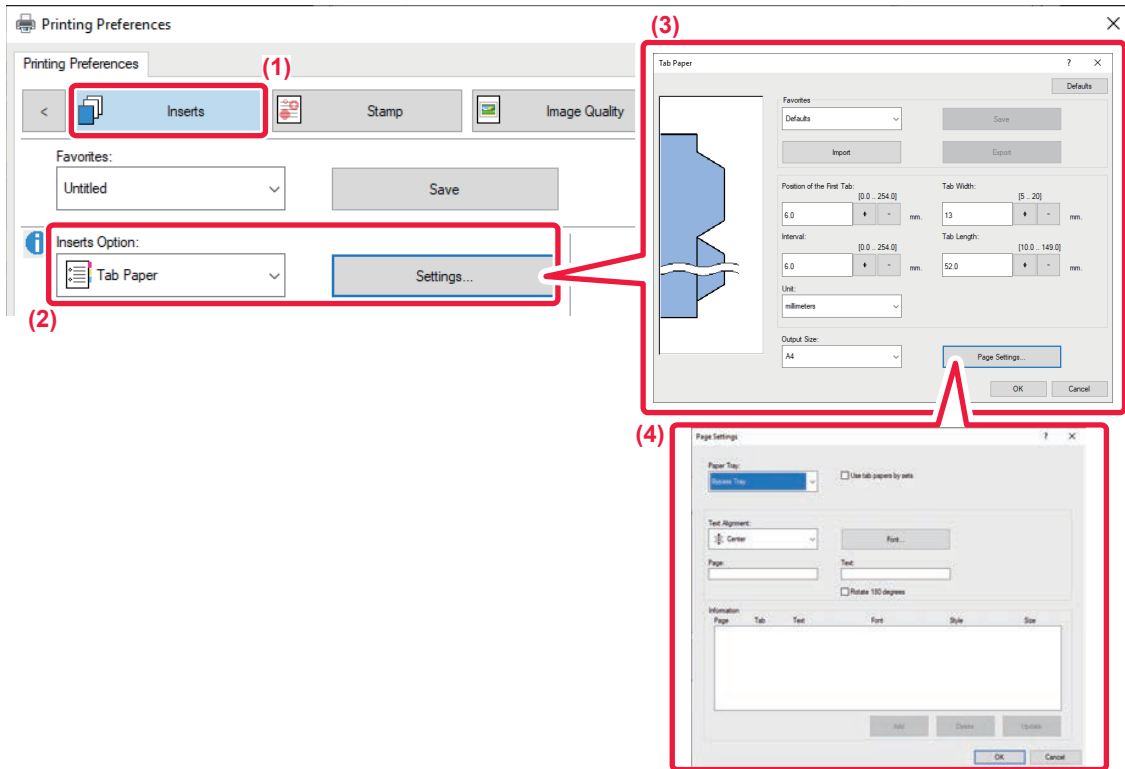 Printing Preferences
Printing Preferences
(1)
<
Inserts
Stamp
Image Quality
Favorites:
Untitled
Save
Inserts Option:
Tab Paper
Settings...
(2)
(3)
Tab Paper
?
Defaults
Favorites
Defaults
Save
Import
Export
Position of the First Tab:
[0.0 .. 254.0]
6.0
+ -
mm.
Tab Width:
[5 .. 20]
13
+ -
mm.
Interval:
[0.0 .. 254.0]
6.0
+ -
mm.
Tab Length:
[10.0 .. 149.0]
52.0
+ -
mm.
Unit:
millimeters
Output Size:
A4
Page Settings...
OK
Cancel
(4)
Page Settings
?
Paper Tray:
Bypass Tray
Use tab papers by sets
Text Alignment:
Center
Font...
Page:
Text:
Rotate 180 degrees
Information
Page Tab Text Font Style Size
Add
Delete
Update
OK
Cancel